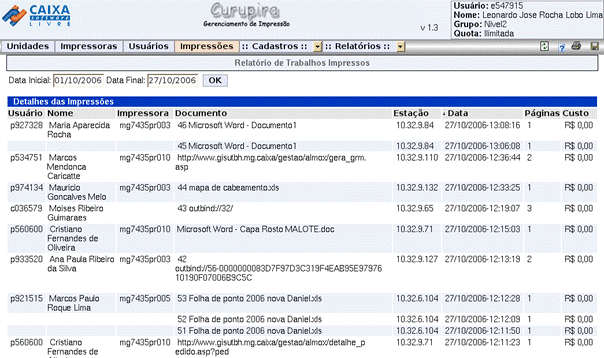 CAIXA
software
LIVRE
Curupira
Gerenciamento de Impressão
v 1.3
Usuário: e547915
Nome: Leonardo Jose Rocha Lobo Lima
Grupo: Nivel2
Quota: Ilimitada
Unidades Impressoras Usuários Impressões :: Cadastros :: :: Relatórios ::
Relatório de Trabalhos Impressos
Data Inicial: 01/10/2006 Data Final: 27/10/2006 OK
Detalhes das Impressões
Usuário Nome Impressora Documento Estação Data Páginas Custo
p927328 Maria Aparecida Rocha mg7435pr003 46 Microsoft Word - Documento1 10.32.9.84 27/10/2006-13:08:16 1 R$ 0,00
45 Microsoft Word - Documento1 10.32.9.84 27/10/2006-13:06:08 1 R$ 0,00
p534751 Marcos Mendonca Caricatte mg7435pr010 http://www.gisutbh.mg.caixa/gestao/almox/gera_grm.asp 10.32.9.110 27/10/2006-12:36:44 2 R$ 0,00
p974134 Mauricio Goncalves Melo mg7435pr003 44 mapa de cabeamento.xls 10.32.9.132 27/10/2006-12:33:25 1 R$ 0,00
c036579 Moises Ribeiro Guimaraes 43 outbind://32/ 10.32.9.65 27/10/2006-12:19:07 3 R$ 0,00
p560600 Cristiano Fernandes de Oliveira mg7435pr010 Microsoft Word - Capa Rosto MALOTE.doc 10.32.9.71 27/10/2006-12:15:03 1 R$ 0,00
p933520 Ana Paula Ribeiro da Silva mg7435pr003 42 outbind://56-0000000083D7F97D3C319F4EAB95E9797610190F07006B9C5C 10.32.9.127 27/10/2006-12:13:19 2 R$ 0,00
p921515 Marcos Paulo Roque Lima mg7435pr005 53 Folha de ponto 2006 nova Daniel.xls 10.32.6.104 27/10/2006-12:12:28 1 R$ 0,00
52 Folha de ponto 2006 nova Daniel.xls 10.32.6.104 27/10/2006-12:12:09 1 R$ 0,00
51 Folha de ponto 2006 nova Daniel.xls 10.32.6.104 27/10/2006-12:11:50 1 R$ 0,00
p560600 Cristiano Fernandes de mg7435pr010 http://www.gisutbh.mg.caixa/gestao/almox/detalhe_pedido.asp?ped 10.32.9.71 27/10/2006-12:11:23 1 R$ 0,00